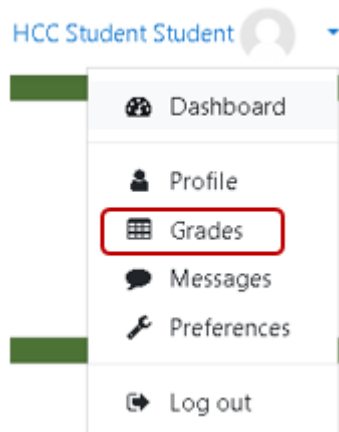 HCC Student Student
Dashboard
Profile
Grades
Messages
Preferences
Log out